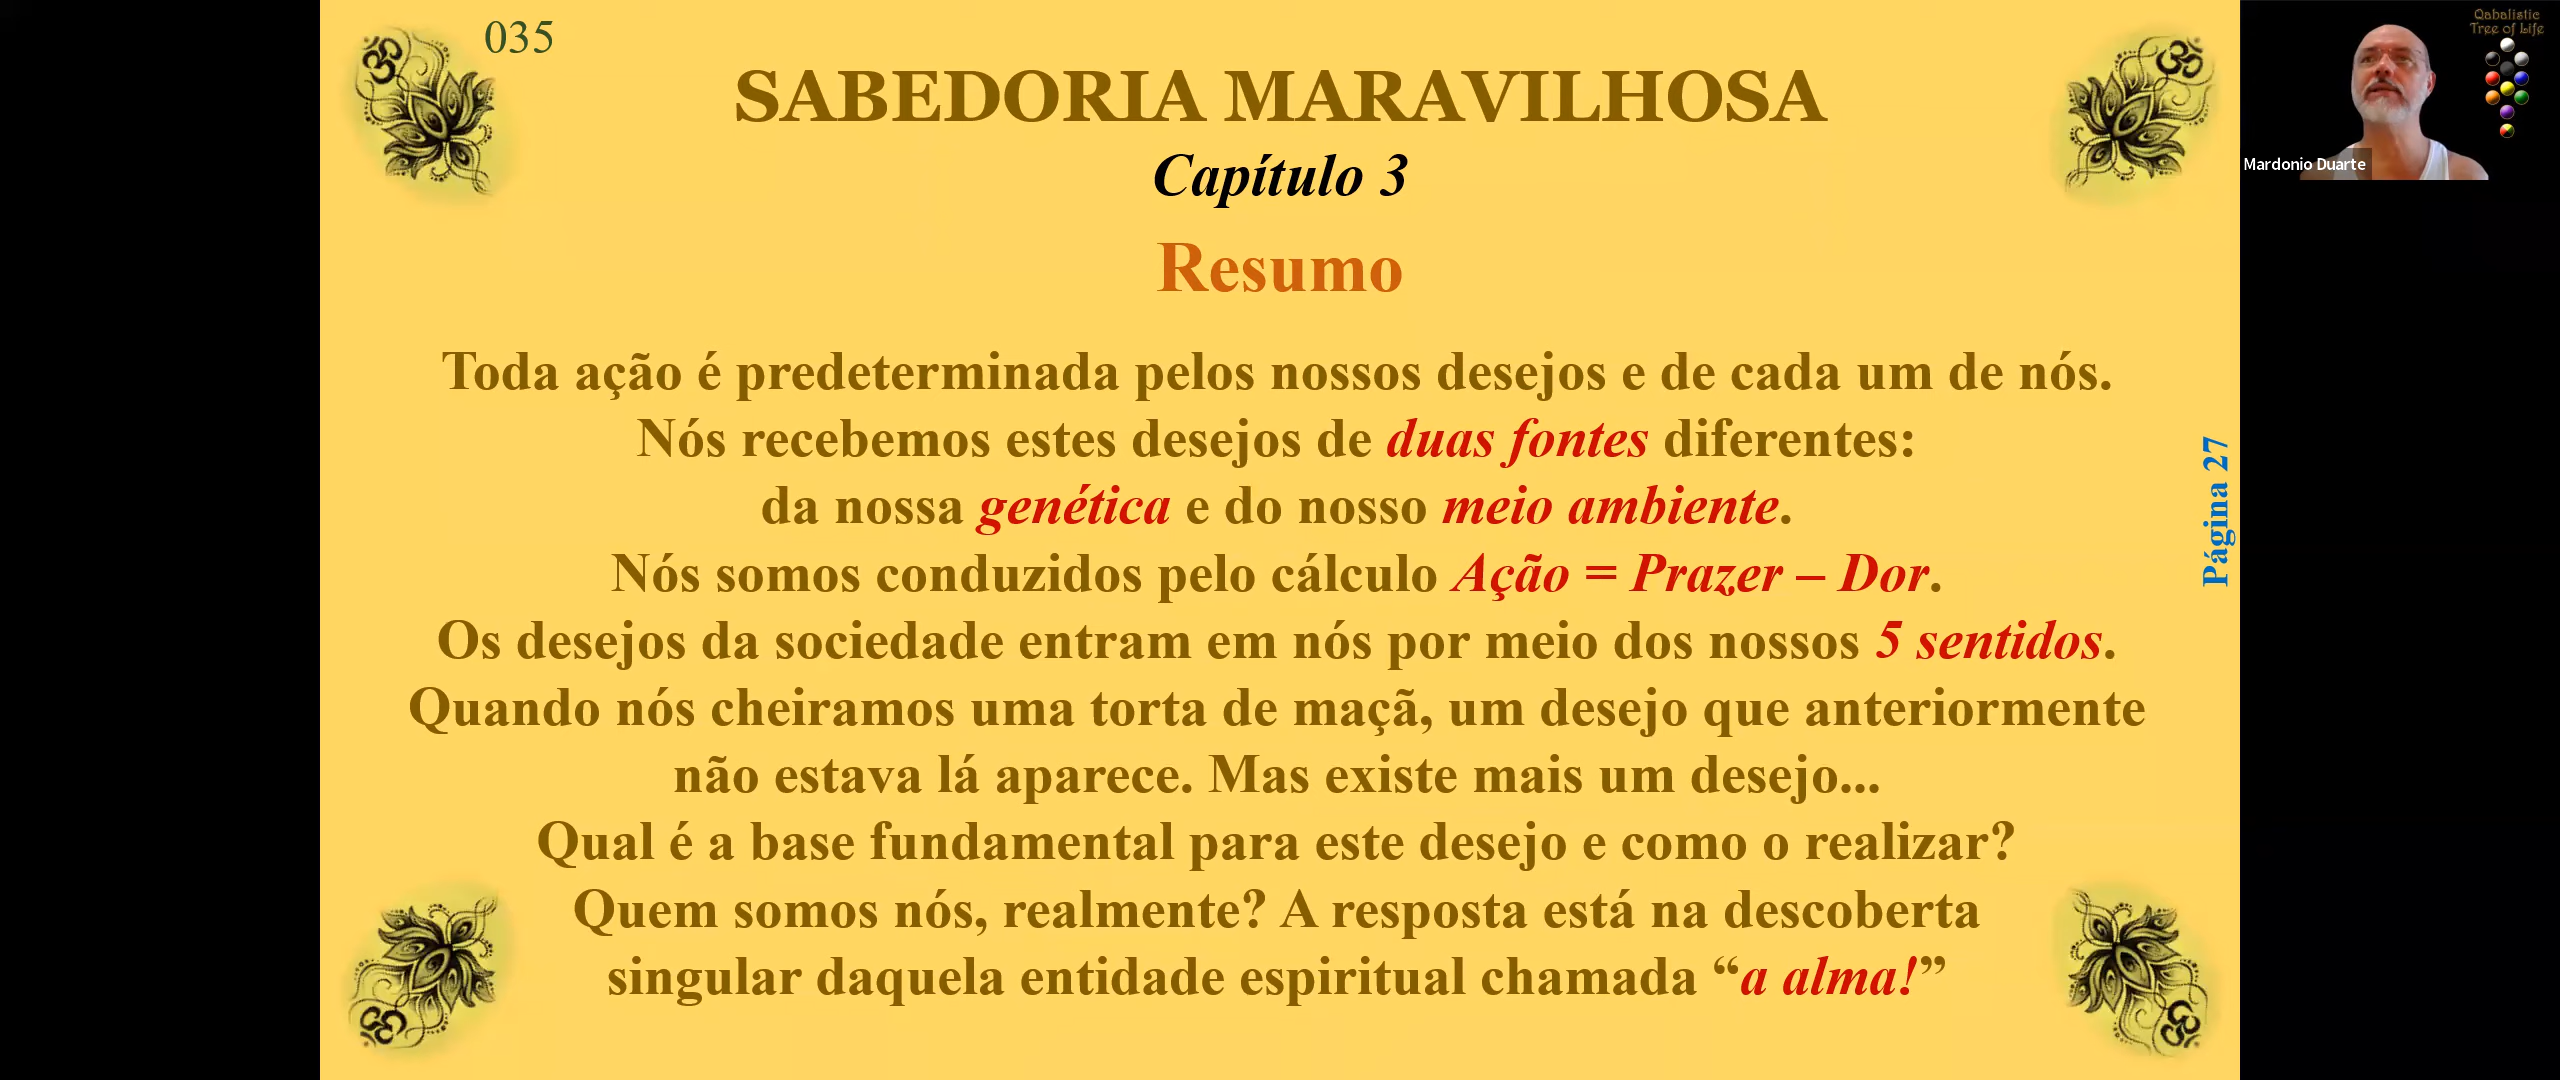 035
SABEDORIA MARAVILHOSA
Capítulo 3
Resumo
Toda ação é predeterminada pelos nossos desejos e de cada um de nós.
Nós recebemos estes desejos de duas fontes diferentes:
da nossa genética e do nosso meio ambiente.
Nós somos conduzidos pelo cálculo Ação = Prazer – Dor.
Os desejos da sociedade entram em nós por meio dos nossos 5 sentidos.
Quando nós cheiramos uma torta de maçã, um desejo que anteriormente
não estava lá aparece. Mas existe mais um desejo...
Qual é a base fundamental para este desejo e como o realizar?
Quem somos nós, realmente? A resposta está na descoberta
singular daquela entidade espiritual chamada “a alma!”
Página 27
Qabalistic
Tree of Life
Mardonio Duarte